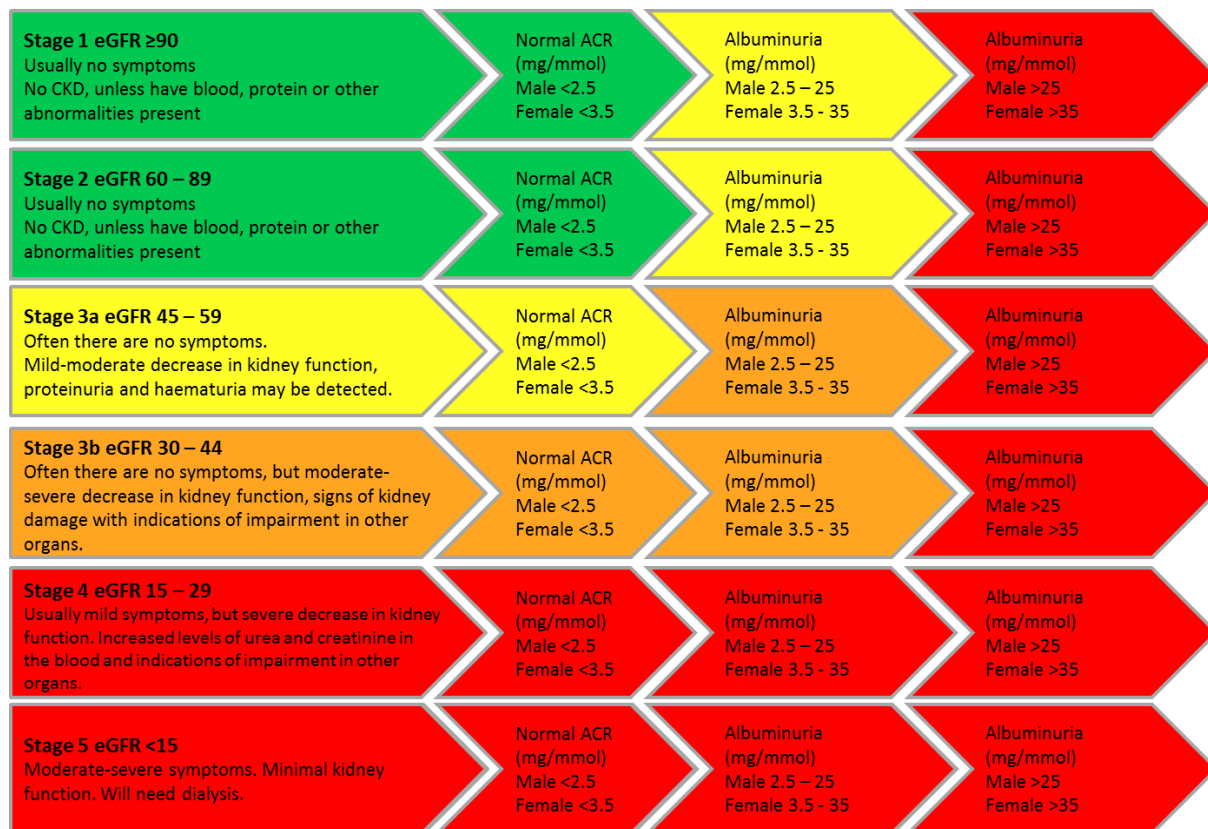 Stage 1 eGFR ≥90
Usually no symptoms
No CKD, unless have blood, protein or other
abnormalities present
Normal ACR
(mg/mmol)
Male <2.5
Female <3.5
Albuminuria
(mg/mmol)
Male 2.5 – 25
Female 3.5 - 35
Albuminuria
(mg/mmol)
Male >25
Female >35
Stage 2 eGFR 60 – 89
Usually no symptoms
No CKD, unless have blood, protein or other
abnormalities present
Normal ACR
(mg/mmol)
Male <2.5
Female <3.5
Albuminuria
(mg/mmol)
Male 2.5 – 25
Female 3.5 - 35
Albuminuria
(mg/mmol)
Male >25
Female >35
Stage 3a eGFR 45 – 59
Often there are no symptoms.
Mild-moderate decrease in kidney function,
proteinuria and haematuria may be detected.
Normal ACR
(mg/mmol)
Male <2.5
Female <3.5
Albuminuria
(mg/mmol)
Male 2.5 – 25
Female 3.5 - 35
Albuminuria
(mg/mmol)
Male >25
Female >35
Stage 3b eGFR 30 – 44
Often there are no symptoms, but moderate-
severe decrease in kidney function, signs of kidney
damage with indications of impairment in other
organs.
Normal ACR
(mg/mmol)
Male <2.5
Female <3.5
Albuminuria
(mg/mmol)
Male 2.5 – 25
Female 3.5 - 35
Albuminuria
(mg/mmol)
Male >25
Female >35
Stage 4 eGFR 15 – 29
Usually mild symptoms, but severe decrease in kidney
function. Increased levels of urea and creatinine in
the blood and indications of impairment in other
organs.
Normal ACR
(mg/mmol)
Male <2.5
Female <3.5
Albuminuria
(mg/mmol)
Male 2.5 – 25
Female 3.5 - 35
Albuminuria
(mg/mmol)
Male >25
Female >35
Stage 5 eGFR <15
Moderate-severe symptoms. Minimal kidney
function. Will need dialysis.
Normal ACR
(mg/mmol)
Male <2.5
Female <3.5
Albuminuria
(mg/mmol)
Male 2.5 – 25
Female 3.5 - 35
Albuminuria
(mg/mmol)
Male >25
Female >35